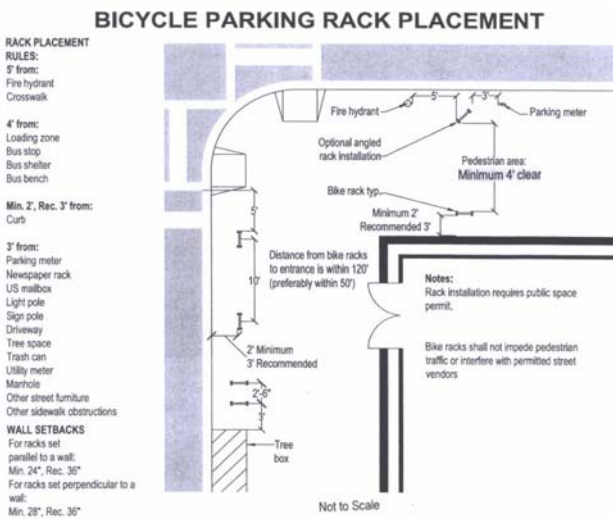 BICYCLE PARKING RACK PLACEMENT
RACK PLACEMENT
RULES:
5' from:
Fire hydrant
Crosswalk
4' from:
Loading zone
Bus stop
Bus shelter
Bus bench
Min. 2', Rec. 3' from:
Curb
3' from:
Parking meter
Newspaper rack
US mailbox
Light pole
Sign pole
Driveway
Tree space
Trash can
Utility meter
Manhole
Other street furniture
Other sidewalk obstructions
WALL SETBACKS
For racks set
parallel to a wall:
Min. 24", Rec. 36"
For racks set perpendicular to a
wall:
Min. 28", Rec. 36"
Fire hydrant
5'
3'
Parking meter
Optional angled
rack installation
Pedestrian area:
Minimum 4' clear
Bike rack typ.
Minimum 2'
Recommended 3'
5'
Distance from bike racks
to entrance is within 120'
(preferably within 50')
10'
2' Minimum
3' Recommended
2'-6"
3'
Tree
box
Notes:
Rack installation requires public space
permit.
Bike racks shall not impede pedestrian
traffic or interfere with permitted street
vendors
Not to Scale